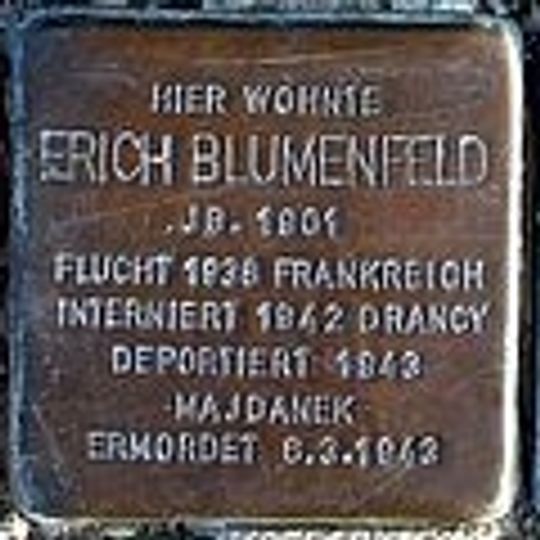 HIER WOHNTE
ERICH BLUMENFELD
JG. 1901
FLUCHT 1938 FRANKREICH
INTERNIERT 1942 DRANCY
DEPORTIERT 1943
MAJDANEK
ERMORDET 6.3.1943